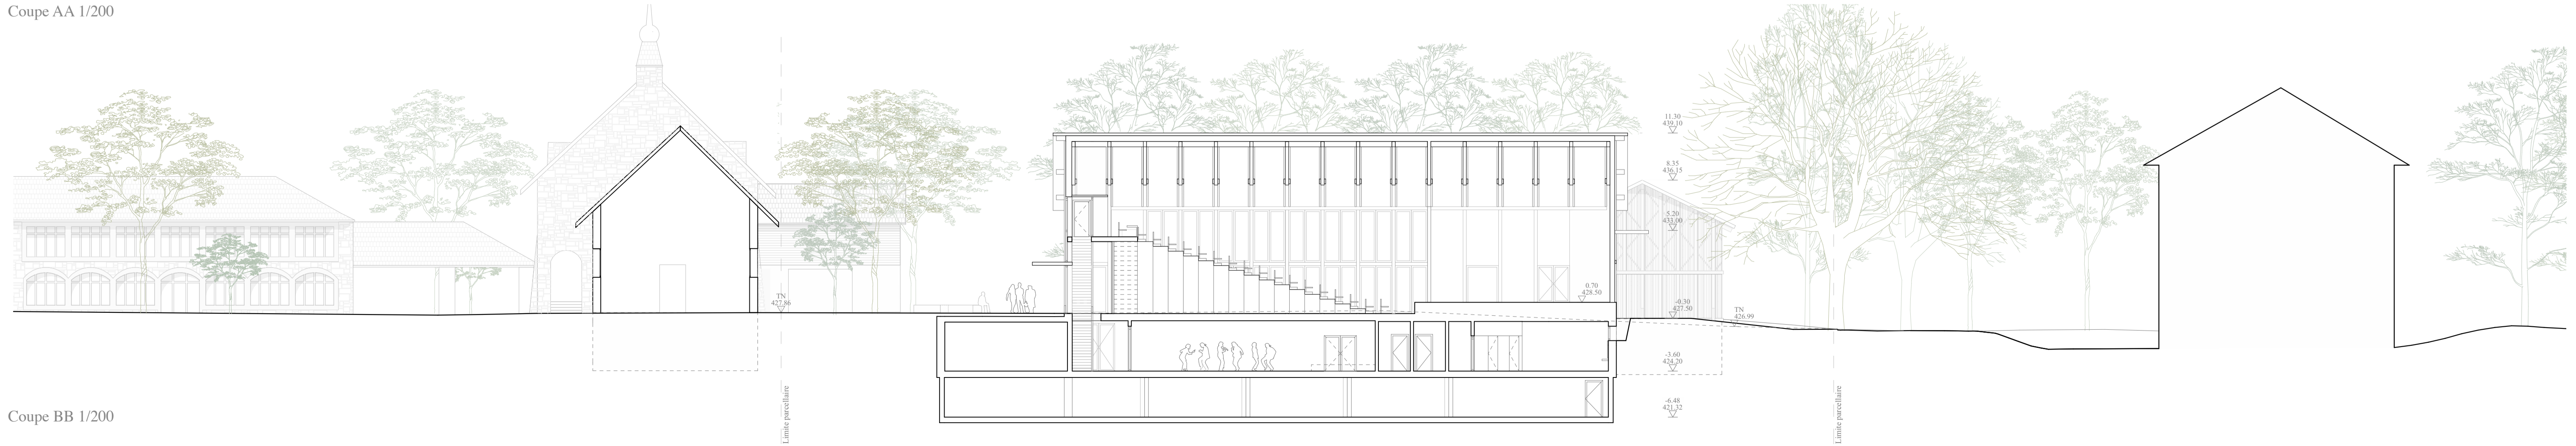 Coupe AA 1/200
11.30
439.10
8.35
436.15
5.20
433.00
0.70
428.50
TN
427.86
-0.30
427.50
TN
426.99
-3.60
424.20
-6.48
421.32
Limite parcellaire
Limite parcellaire
Coupe BB 1/200